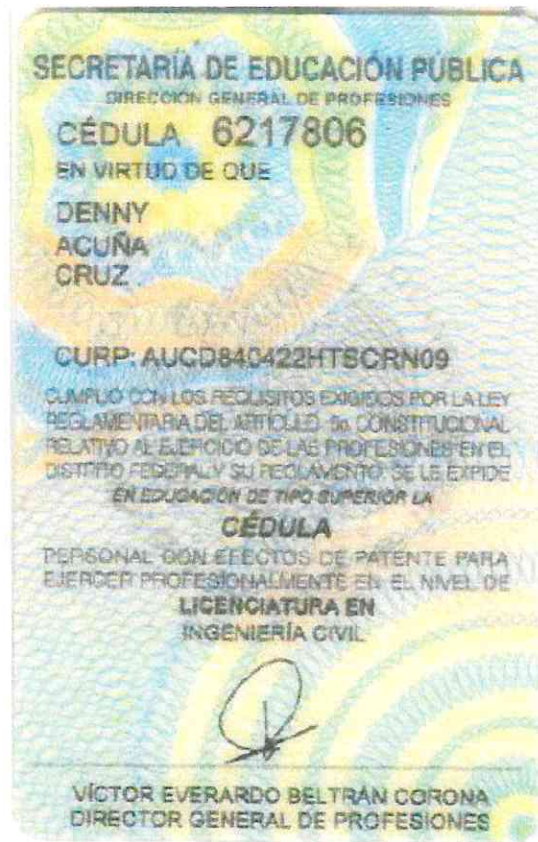 SECRETARÍA DE EDUCACIÓN PÚBLICA
DIRECCIÓN GENERAL DE PROFESIONES
CÉDULA 6217806
EN VIRTUD DE QUE
DENNY
ACUÑA
CRUZ
CURP: AUCD840422HTSCRN09
CUMPLIO CON LOS REQUISITOS EXIGIDOS POR LA LEY
REGLAMENTARIA DEL ARTÍCULO 5o. CONSTITUCIONAL
RELATIVO AL EJERCICIO DE LAS PROFESIONES EN EL
DISTRITO FEDERAL Y SU REGLAMENTO, SE LE EXPIDE
EN EDUCACIÓN DE TIPO SUPERIOR LA
CÉDULA
PERSONAL CON EFECTOS DE PATENTE PARA
EJERCER PROFESIONALMENTE EN EL NIVEL DE
LICENCIATURA EN
INGENIERÍA CIVIL
VÍCTOR EVERARDO BELTRÁN CORONA
DIRECTOR GENERAL DE PROFESIONES